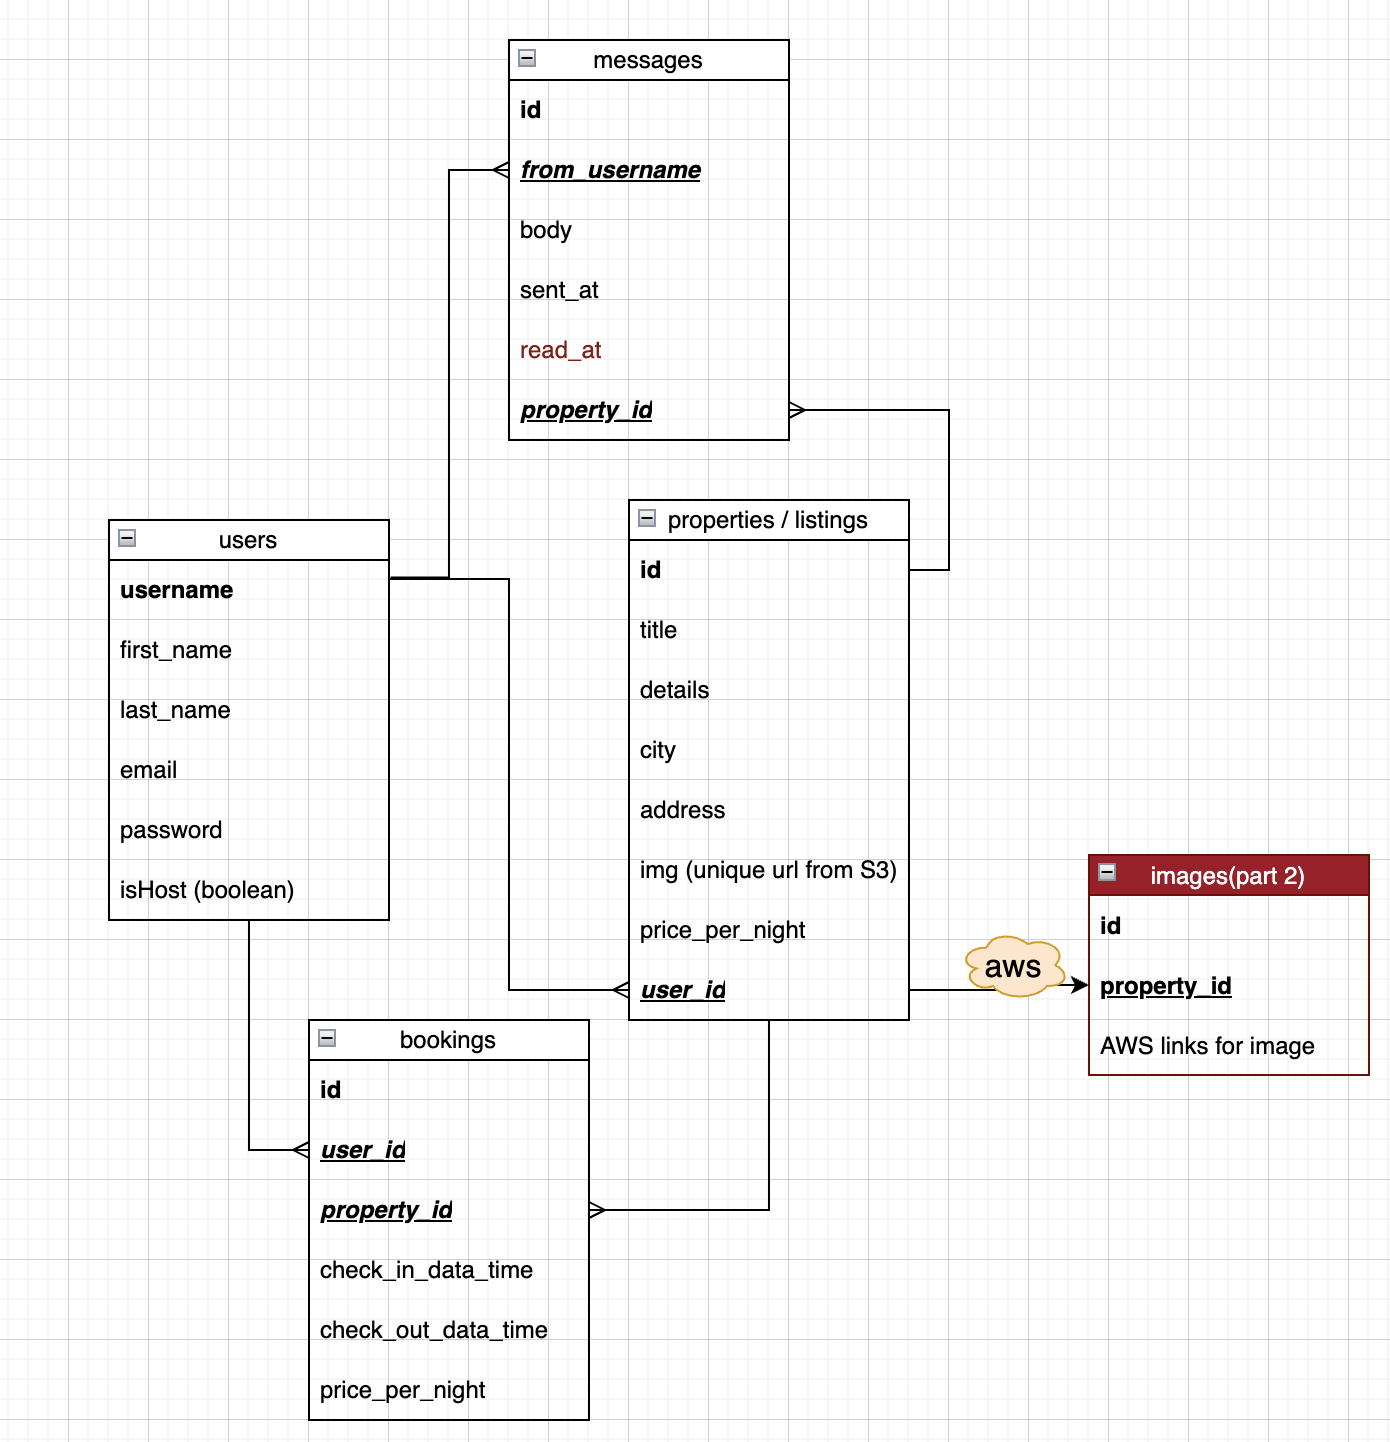 messages
id
from_username
body
sent_at
read_at
property_id
users
username
first_name
last_name
email
password
isHost (boolean)
properties / listings
id
title
details
city
address
img (unique url from S3)
price_per_night
user_id
aws
images(part 2)
id
property_id
AWS links for image
bookings
id
user_id
property_id
check_in_data_time
check_out_data_time
price_per_night